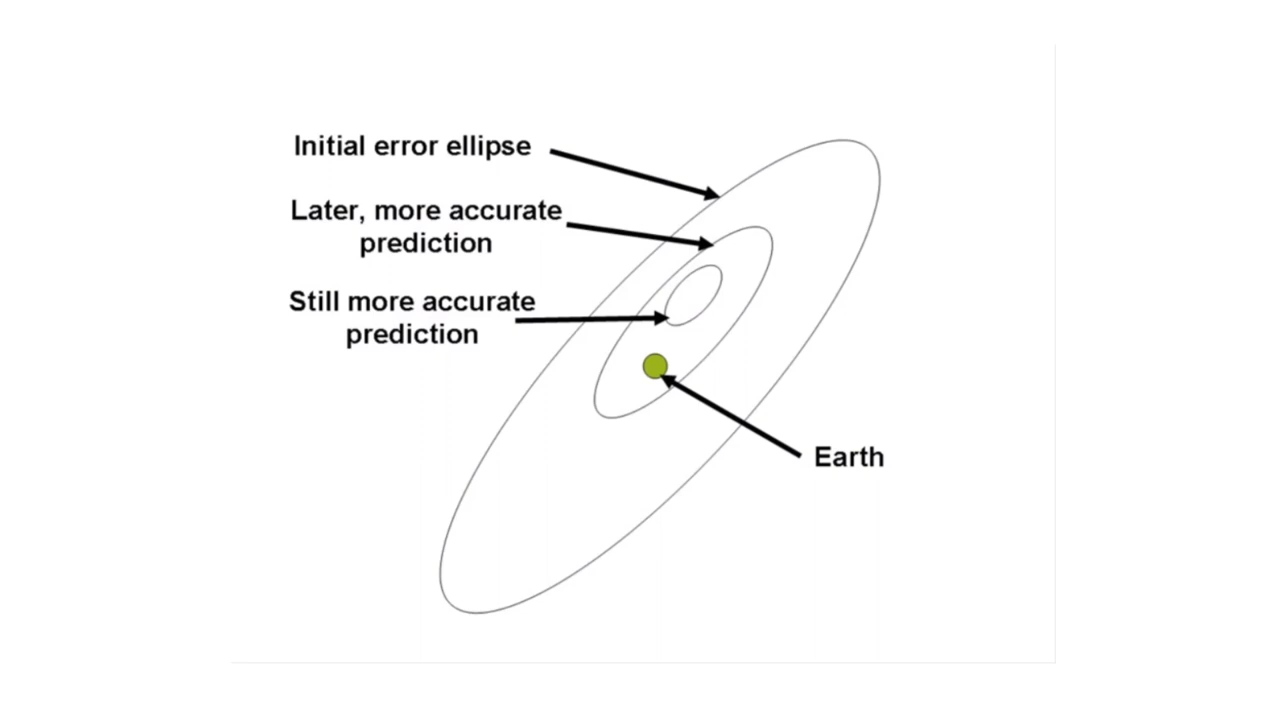 Initial error ellipse
Later, more accurate
prediction
Still more accurate
prediction
Earth